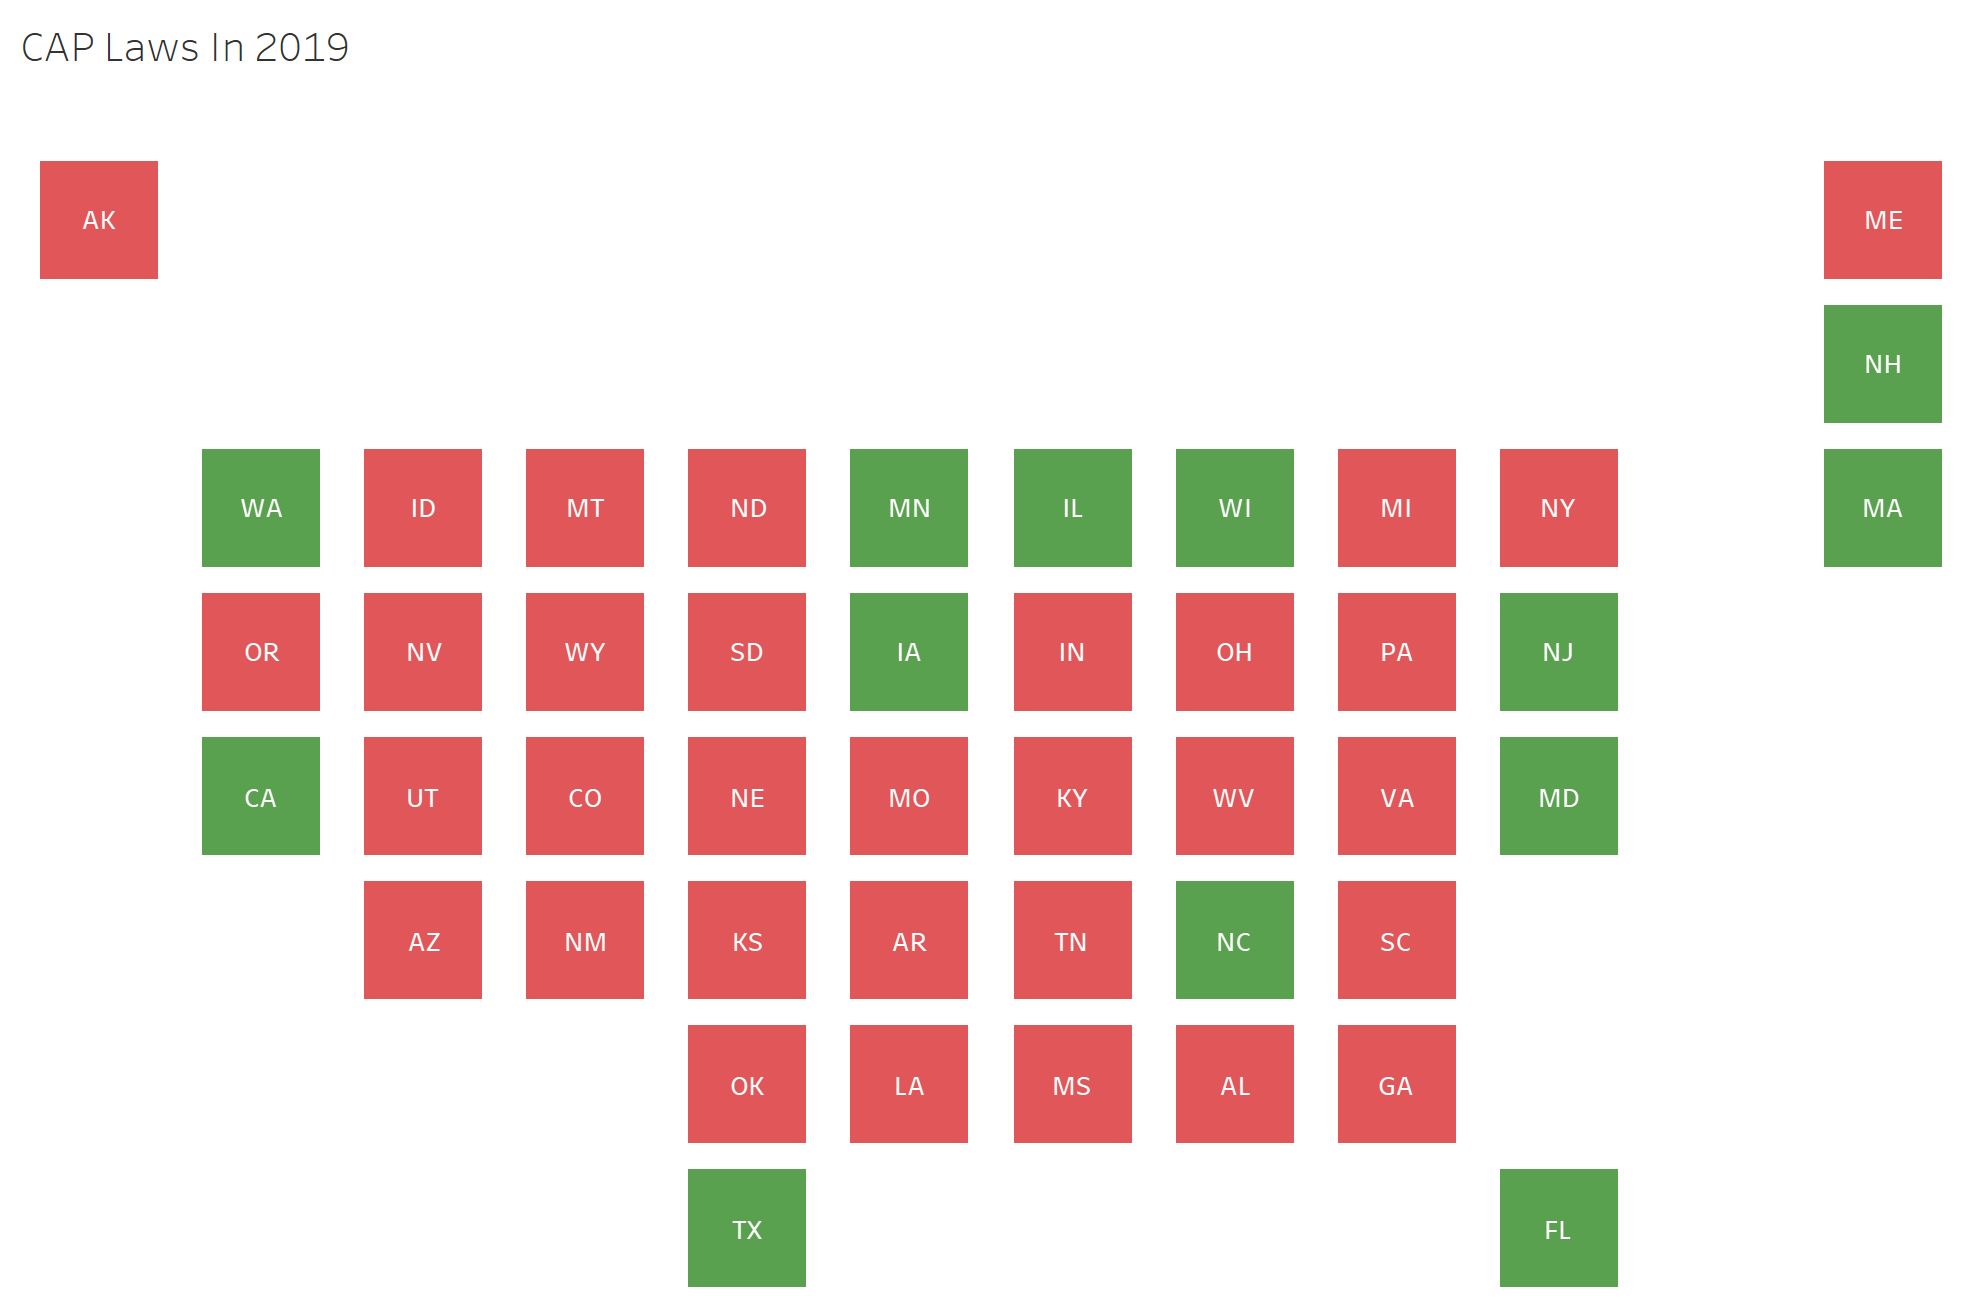 CAP Laws In 2019
AK ME
NH
WA ID MT ND MN IL WI MI NY MA
OR NV WY SD IA IN OH PA NJ
CA UT CO NE MO KY WV VA MD
AZ NM KS AR TN NC SC
OK LA MS AL GA
TX FL